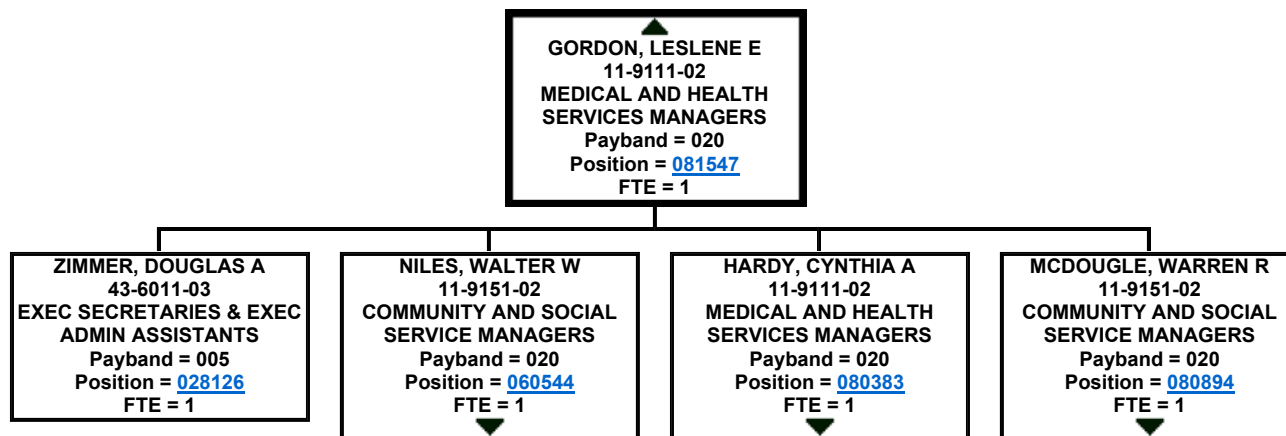 GORDON, LESLENE E
11-9111-02
MEDICAL AND HEALTH
SERVICES MANAGERS
Payband = 020
Position = 081547
FTE = 1
ZIMMER, DOUGLAS A
43-6011-03
EXEC SECRETARIES & EXEC
ADMIN ASSISTANTS
Payband = 005
Position = 028126
FTE = 1
NILES, WALTER W
11-9151-02
COMMUNITY AND SOCIAL
SERVICE MANAGERS
Payband = 020
Position = 060544
FTE = 1
HARDY, CYNTHIA A
11-9111-02
MEDICAL AND HEALTH
SERVICES MANAGERS
Payband = 020
Position = 080383
FTE = 1
MCDOUGLE, WARREN R
11-9151-02
COMMUNITY AND SOCIAL
SERVICE MANAGERS
Payband = 020
Position = 080894
FTE = 1